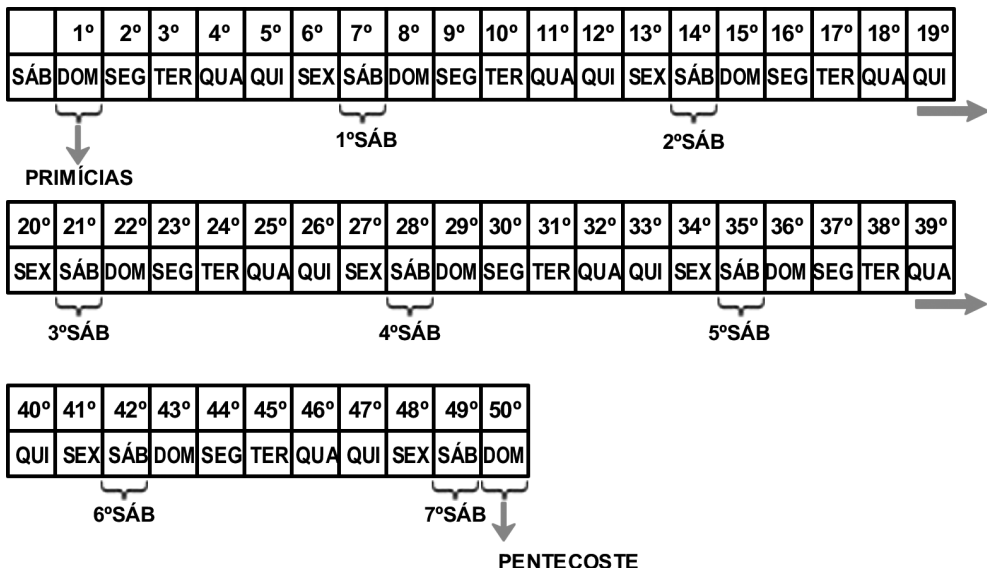 1º 2º 3º 4º 5º 6º 7º 8º 9º 10º 11º 12º 13º 14º 15º 16º 17º 18º 19º
SÁB DOM SEG TER QUA QUI SEX SÁB DOM SEG TER QUA QUI SEX SÁB DOM SEG TER QUA QUI
1ºSÁB 2ºSÁB
PRIMÍCIAS
20º 21º 22º 23º 24º 25º 26º 27º 28º 29º 30º 31º 32º 33º 34º 35º 36º 37º 38º 39º
SEX SÁB DOM SEG TER QUA QUI SEX SÁB DOM SEG TER QUA QUI SEX SÁB DOM SEG TER QUA
3ºSÁB 4ºSÁB 5ºSÁB
40º 41º 42º 43º 44º 45º 46º 47º 48º 49º 50º
QUI SEX SÁB DOM SEG TER QUA QUI SEX SÁB DOM
6ºSÁB 7ºSÁB
PENTECOSTE